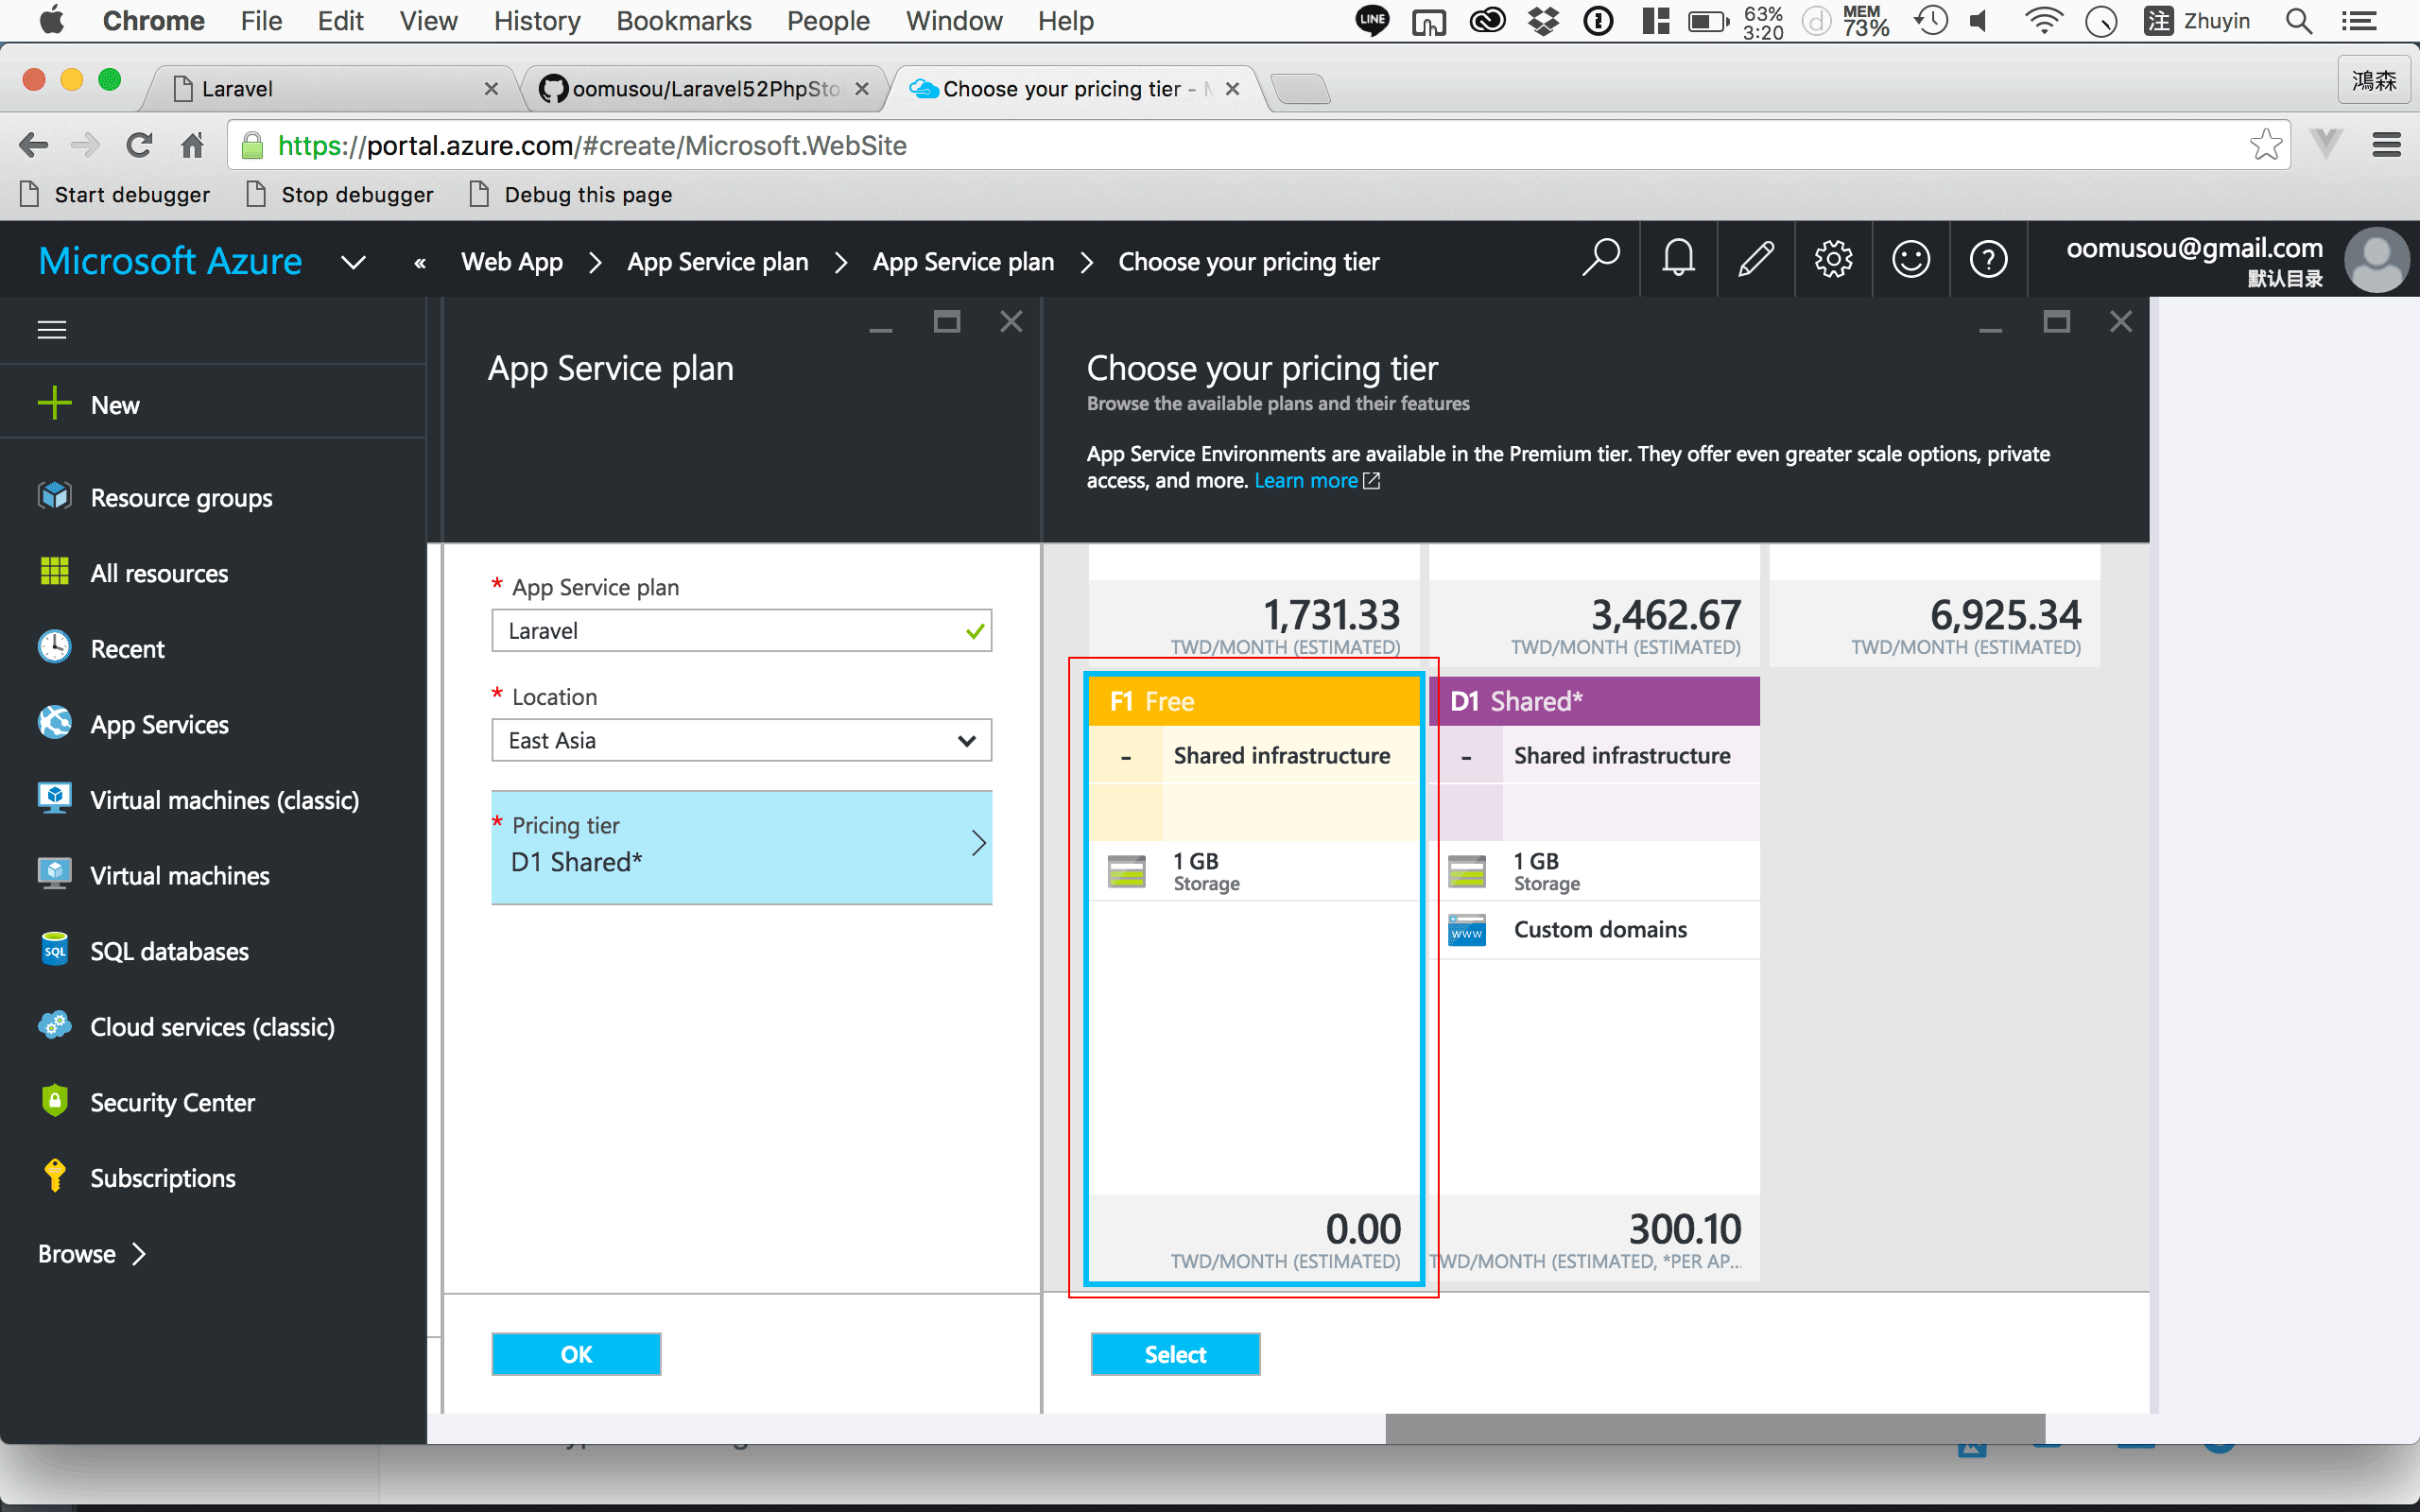 Chrome File Edit View History Bookmarks People Window Help
LINE 63% 3:20 MEM 73% 注 Zhuyin
Laravel
oomusou/Laravel52PhpSto
Choose your pricing tier -
鴻森
https://portal.azure.com/#create/Microsoft.WebSite
Start debugger Stop debugger Debug this page
Microsoft Azure « Web App > App Service plan > App Service plan > Choose your pricing tier
oomusou@gmail.com
默认目录
New
Resource groups
All resources
Recent
App Services
Virtual machines (classic)
Virtual machines
SQL
SQL databases
Cloud services (classic)
Security Center
Subscriptions
Browse >
App Service plan
* App Service plan
Laravel
* Location
East Asia
* Pricing tier
D1 Shared*
OK
Choose your pricing tier
Browse the available plans and their features
App Service Environments are available in the Premium tier. They offer even greater scale options, private
access, and more. Learn more
1,731.33
TWD/MONTH (ESTIMATED)
3,462.67
TWD/MONTH (ESTIMATED)
6,925.34
TWD/MONTH (ESTIMATED)
F1 Free
- Shared infrastructure
1 GB
Storage
0.00
TWD/MONTH (ESTIMATED)
D1 Shared*
- Shared infrastructure
1 GB
Storage
www
Custom domains
300.10
TWD/MONTH (ESTIMATED, *PER AP...
Select